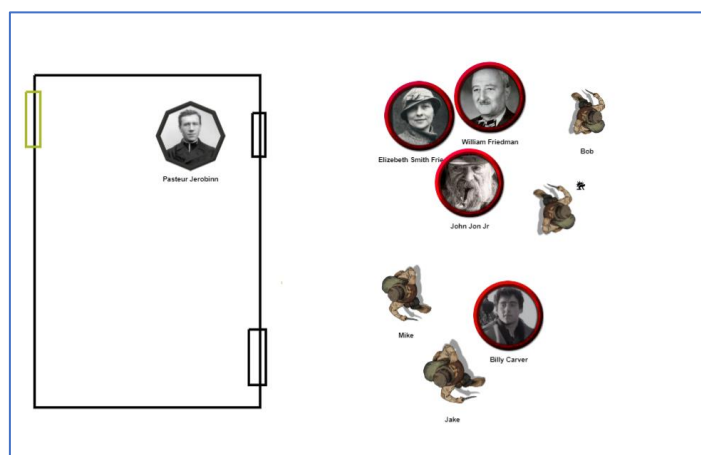 William Friedman
Bob
Elizebeth Smith Frie
Pasteur Jerobinn
John Jon Jr
Mike
Billy Carver
Jake